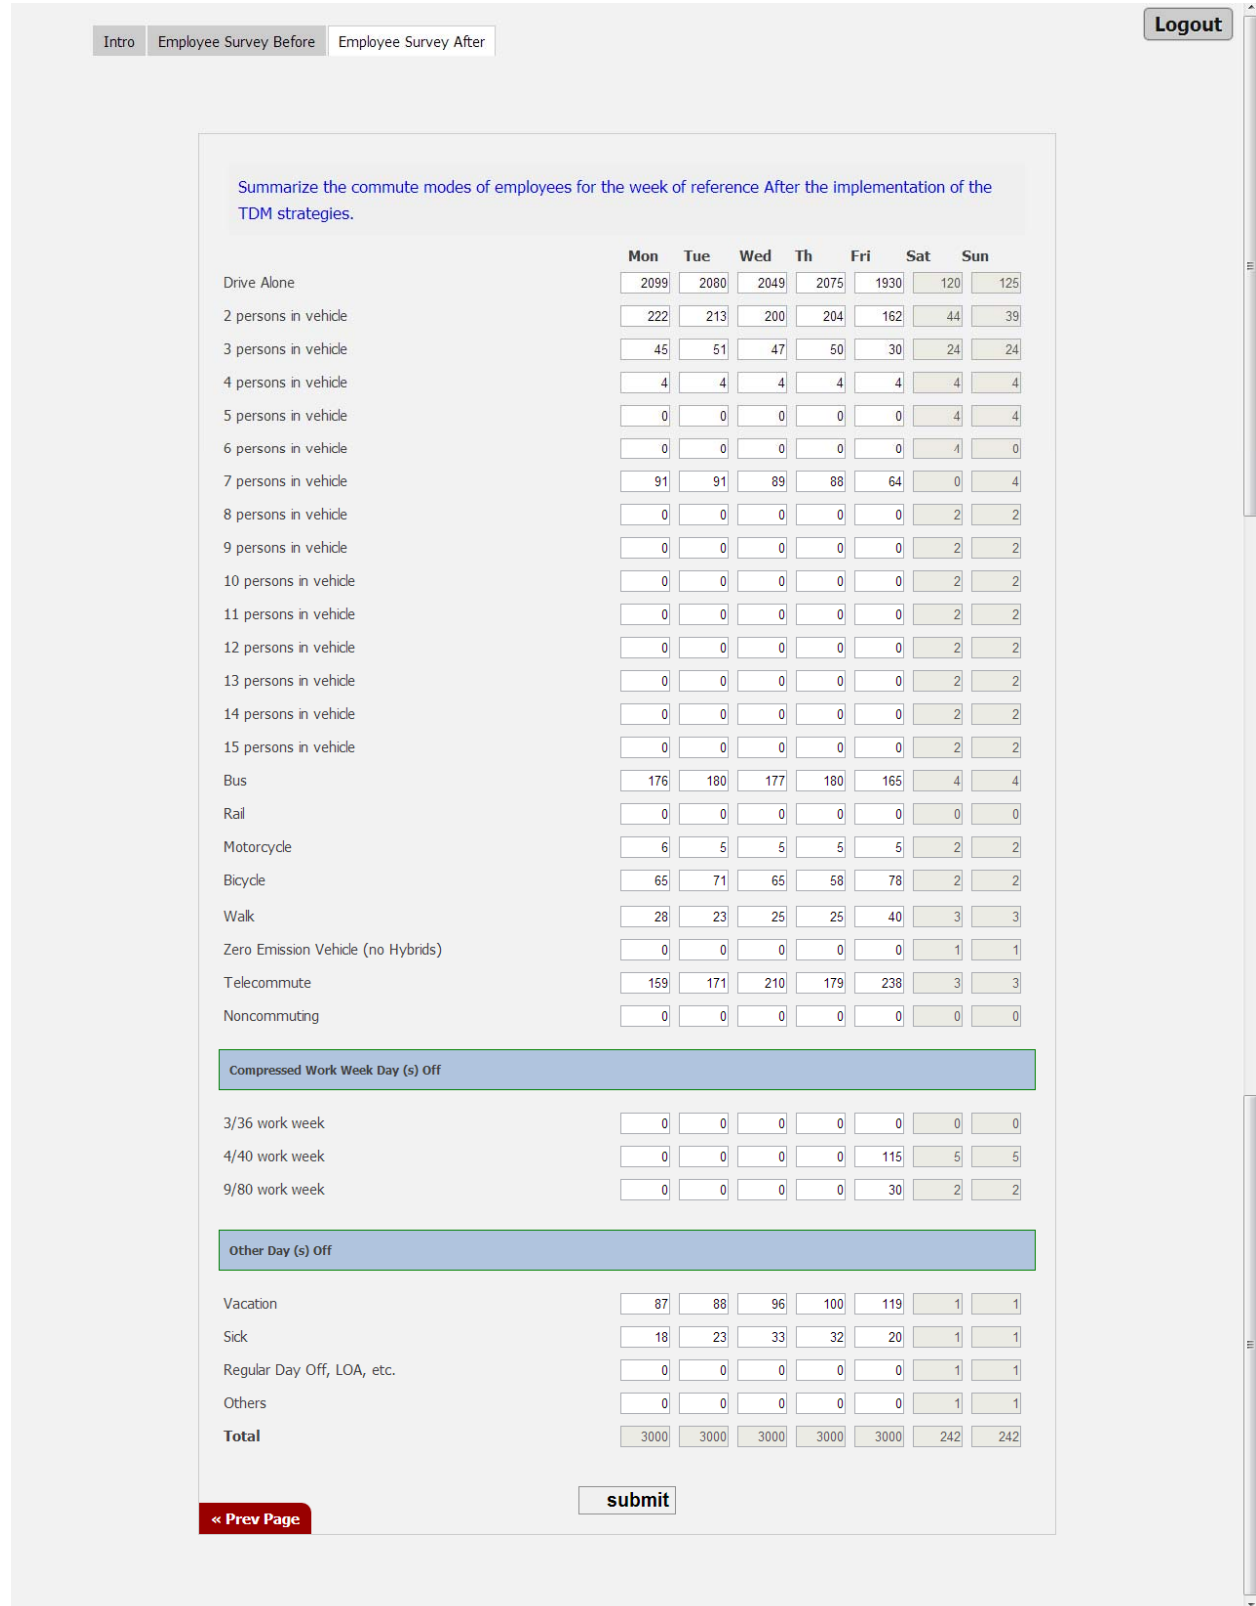 Logout
Intro Employee Survey Before Employee Survey After
Summarize the commute modes of employees for the week of reference After the implementation of the
TDM strategies.
Mon Tue Wed Th Fri Sat Sun
Drive Alone 2099 2080 2049 2075 1930 120 125
2 persons in vehicle 222 213 200 204 162 44 39
3 persons in vehicle 45 51 47 50 30 24 24
4 persons in vehicle 4 4 4 4 4 4 4
5 persons in vehicle 0 0 0 0 0 4 4
6 persons in vehicle 0 0 0 0 0 4 0
7 persons in vehicle 91 91 89 88 64 0 4
8 persons in vehicle 0 0 0 0 0 2 2
9 persons in vehicle 0 0 0 0 0 2 2
10 persons in vehicle 0 0 0 0 0 2 2
11 persons in vehicle 0 0 0 0 0 2 2
12 persons in vehicle 0 0 0 0 0 2 2
13 persons in vehicle 0 0 0 0 0 2 2
14 persons in vehicle 0 0 0 0 0 2 2
15 persons in vehicle 0 0 0 0 0 2 2
Bus 176 180 177 180 165 4 4
Rail 0 0 0 0 0 0 0
Motorcycle 6 5 5 5 5 2 2
Bicycle 65 71 65 58 78 2 2
Walk 28 23 25 25 40 3 3
Zero Emission Vehicle (no Hybrids) 0 0 0 0 0 1 1
Telecommute 159 171 210 179 238 3 3
Noncommuting 0 0 0 0 0 0 0
Compressed Work Week Day (s) Off
3/36 work week 0 0 0 0 0 0 0
4/40 work week 0 0 0 0 115 5 5
9/80 work week 0 0 0 0 30 2 2
Other Day (s) Off
Vacation 87 88 96 100 119 1 1
Sick 18 23 33 32 20 1 1
Regular Day Off, LOA, etc. 0 0 0 0 0 1 1
Others 0 0 0 0 0 1 1
Total 3000 3000 3000 3000 3000 242 242
submit
« Prev Page